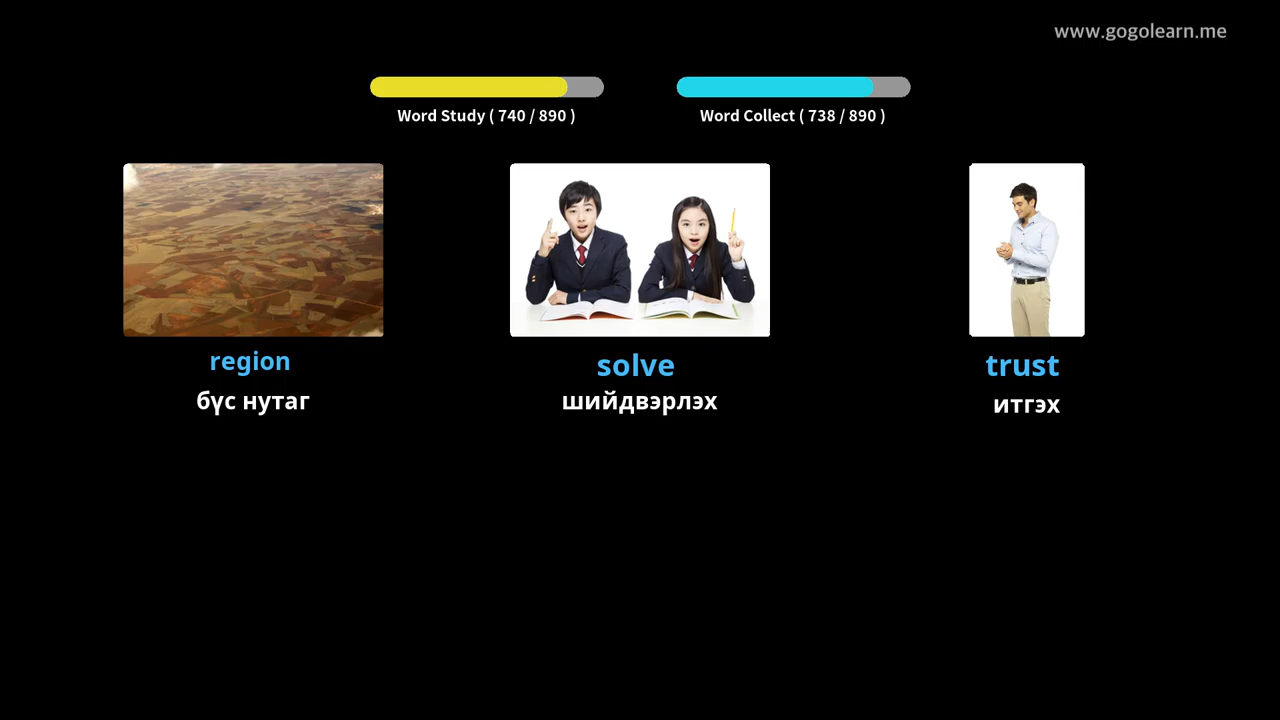 www.gogolearn.me
Word Study ( 740 / 890 )
Word Collect ( 738 / 890 )
region
бүс нутаг
solve
шийдвэрлэх
trust
итгэх